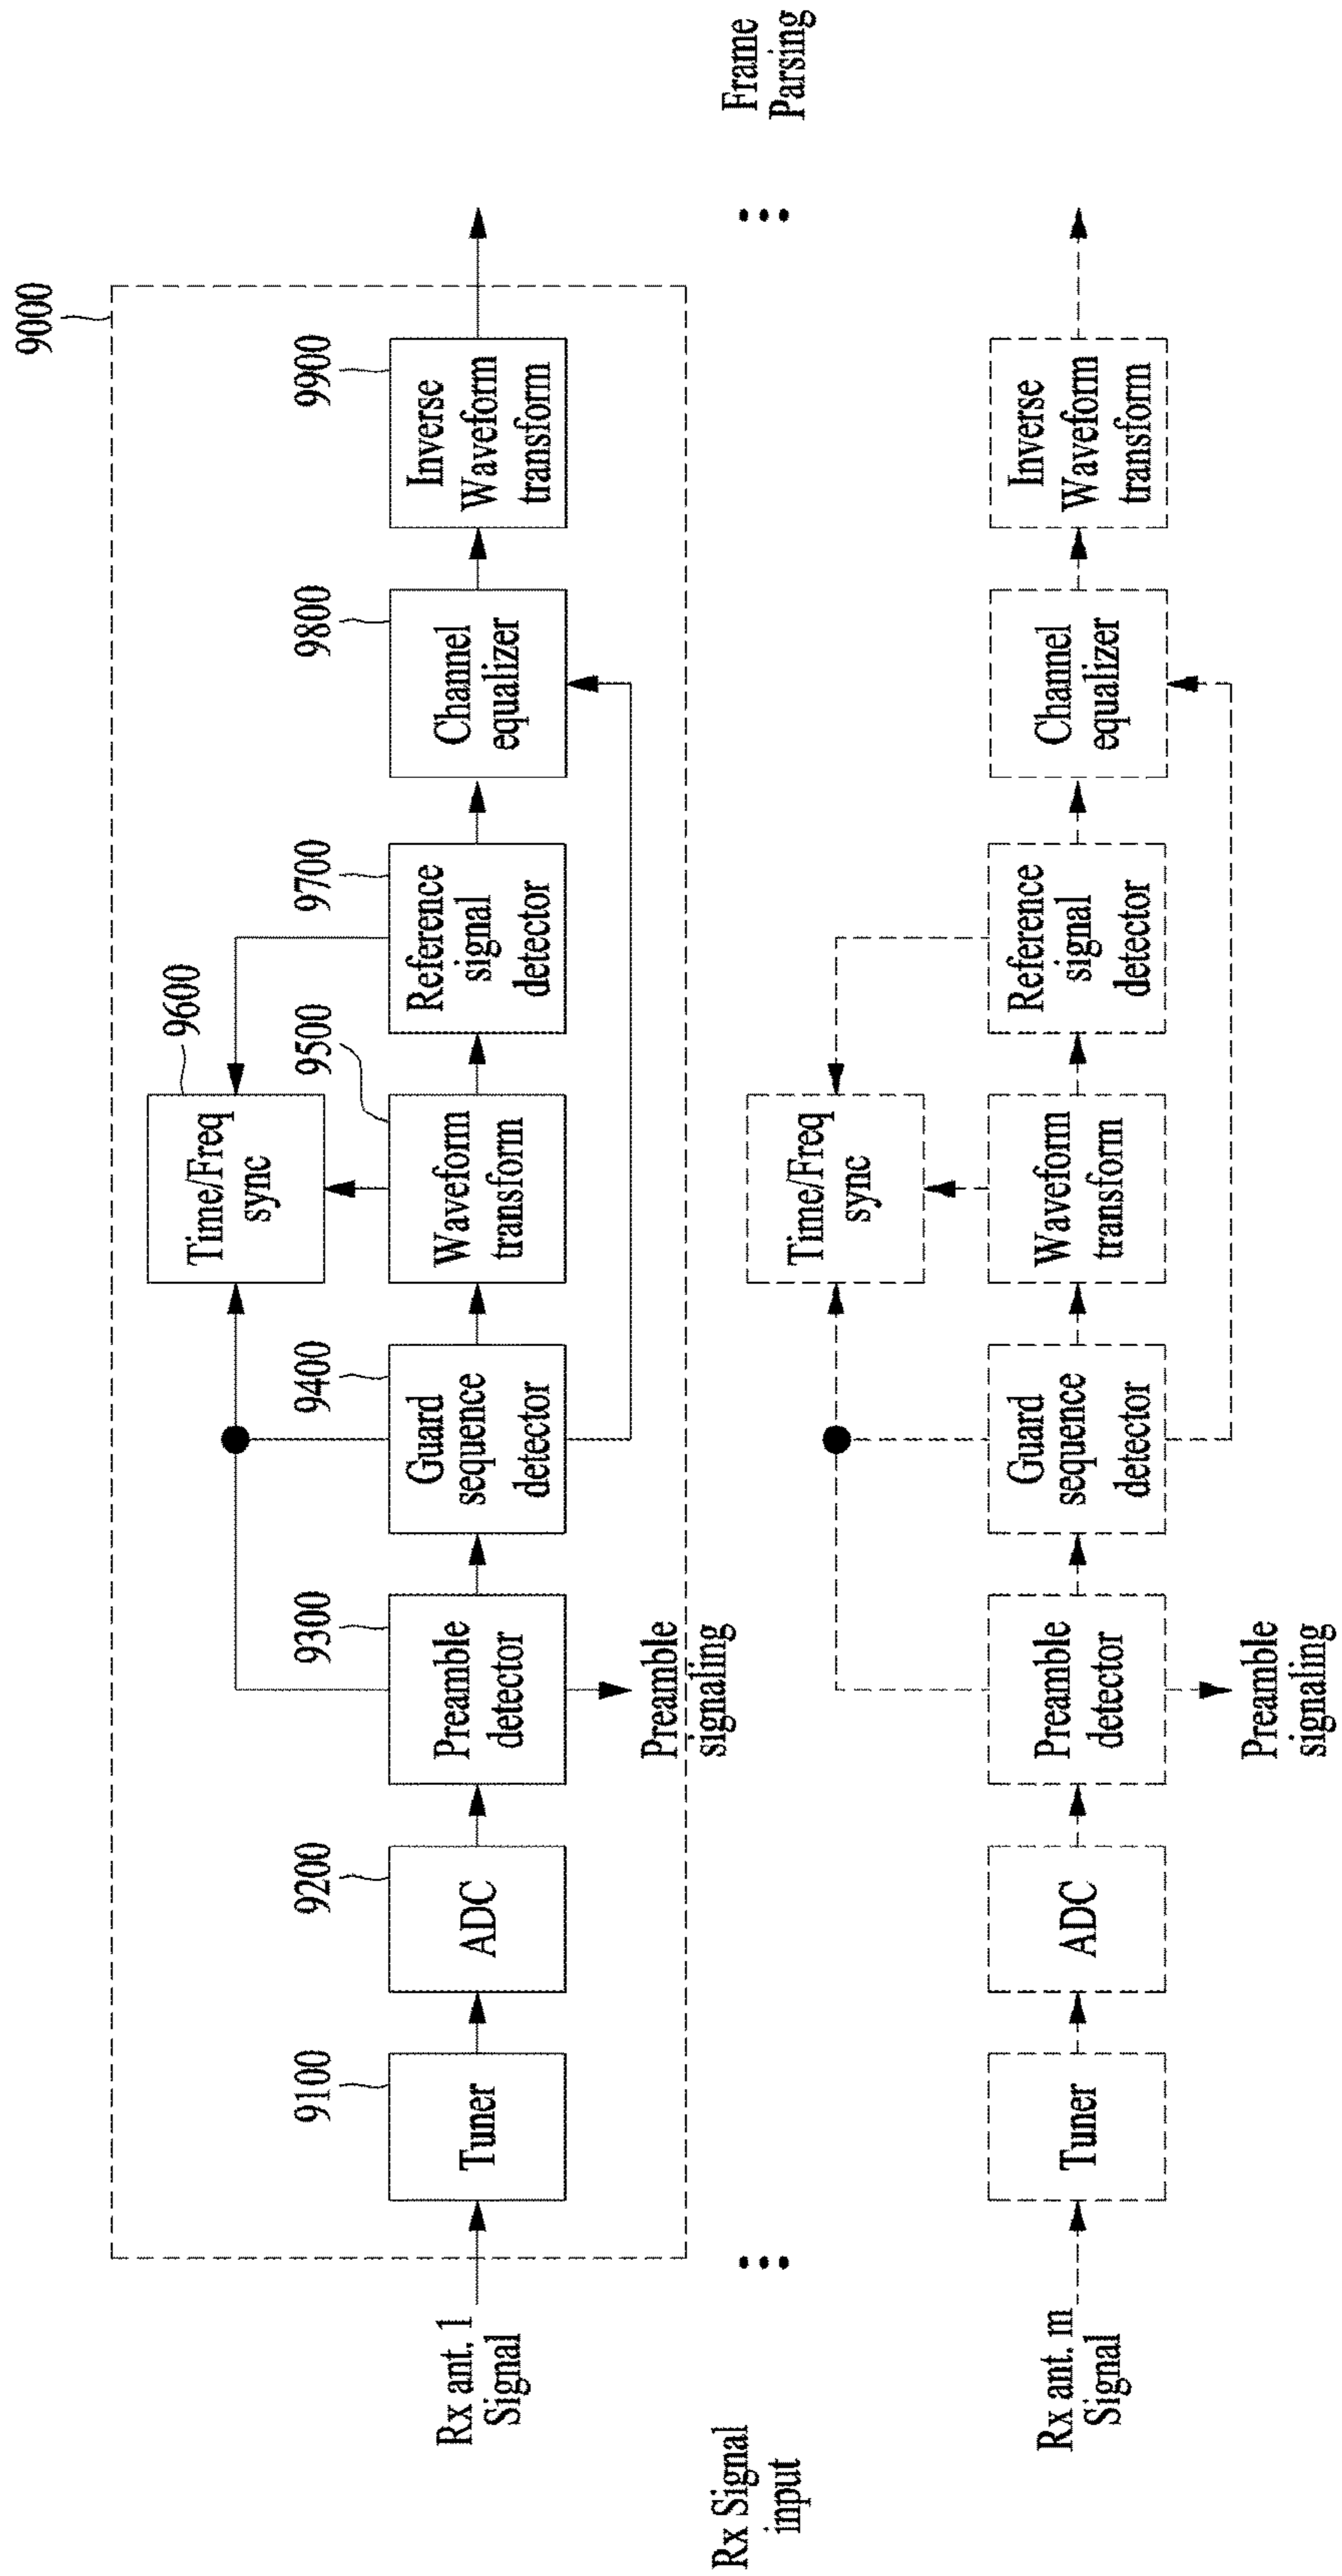 9000
9600
Time/Freq
sync
9100
9200
9300
9400
9500
9700
9800
9900
Rx ant. 1
Signal
Tuner
ADC
Preamble
detector
Guard
sequence
detector
Waveform
transform
Reference
signal
detector
Channel
equalizer
Inverse
Waveform
transform
Preamble
signaling
Rx Signal
input
Frame
Parsing
Time/Freq
sync
Rx ant. m
Signal
Tuner
ADC
Preamble
detector
Guard
sequence
detector
Waveform
transform
Reference
signal
detector
Channel
equalizer
Inverse
Waveform
transform
Preamble
signaling